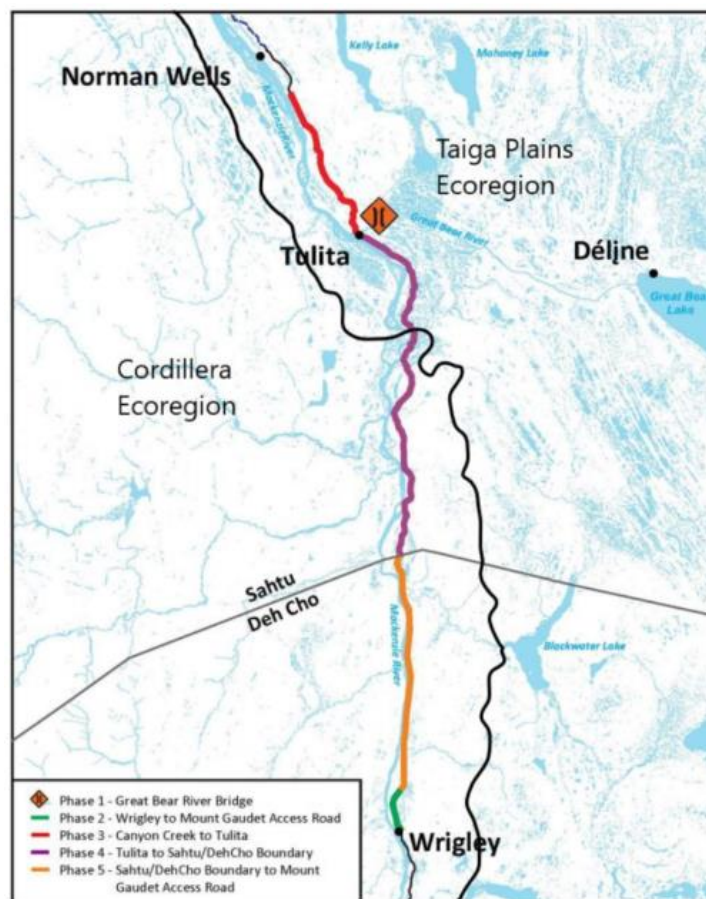 Kelly Lake
Mahoney Lake
Norman Wells
Mackenzie River
Taiga Plains
Ecoregion
Great Bear River
Tulita
Délįne
Great Bear
Lake
Cordillera
Ecoregion
Sahtu
Deh Cho
Mackenzie River
Blackwater Lake
Wrigley
Phase 1 - Great Bear River Bridge
Phase 2 - Wrigley to Mount Gaudet Access Road
Phase 3 - Canyon Creek to Tulita
Phase 4 - Tulita to Sahtu/DehCho Boundary
Phase 5 - Sahtu/DehCho Boundary to Mount
Gaudet Access Road